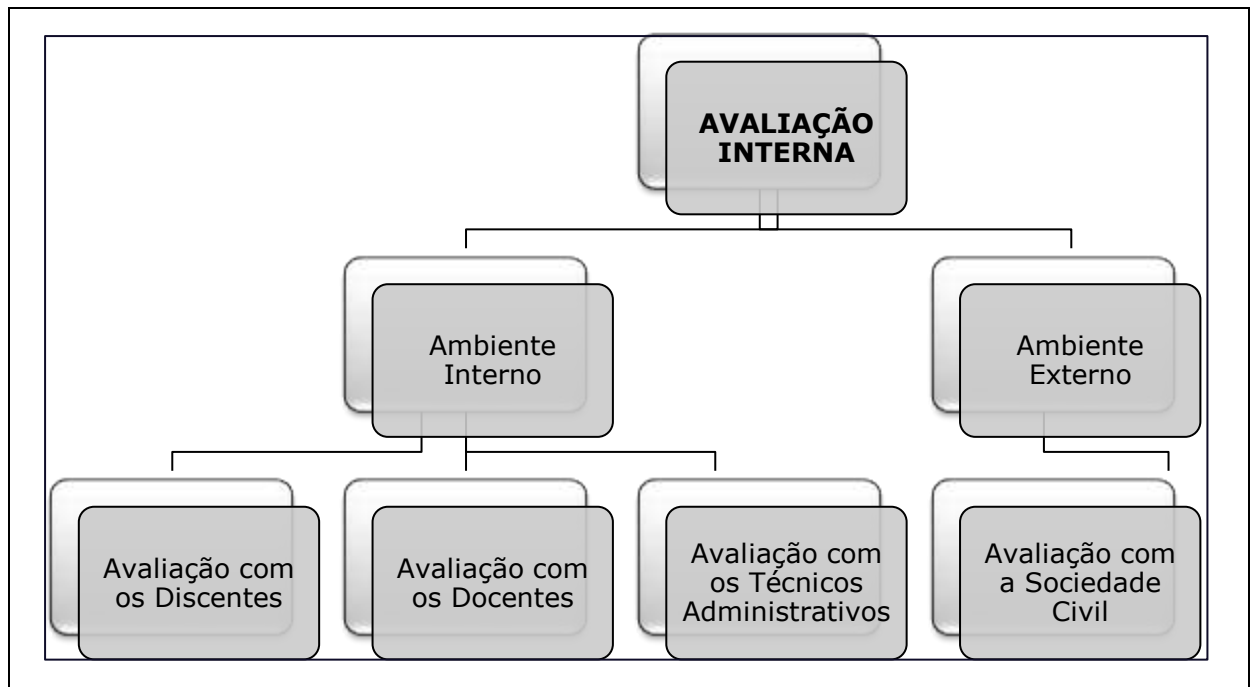 AVALIAÇÃO
INTERNA
Ambiente
Interno
Ambiente
Externo
Avaliação com
os Discentes
Avaliação com
os Docentes
Avaliação com
os Técnicos
Administrativos
Avaliação com
a Sociedade
Civil